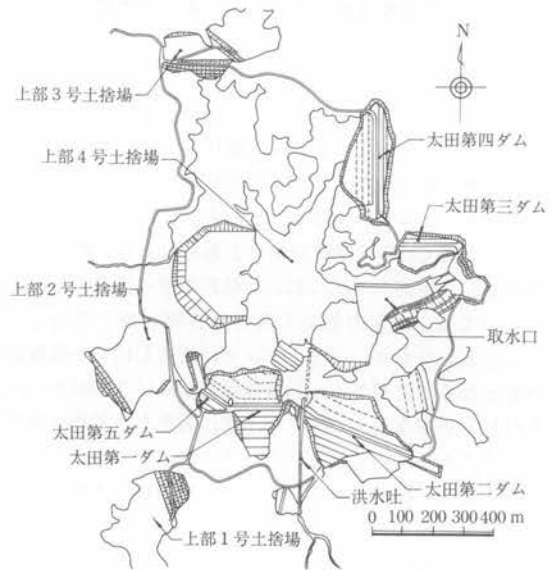 N
上部3号土捨場
太田第四ダム
上部4号土捨場
太田第三ダム
上部2号土捨場
取水口
太田第五ダム
太田第一ダム
洪水吐
太田第二ダム
上部1号土捨場
0 100 200 300 400 m